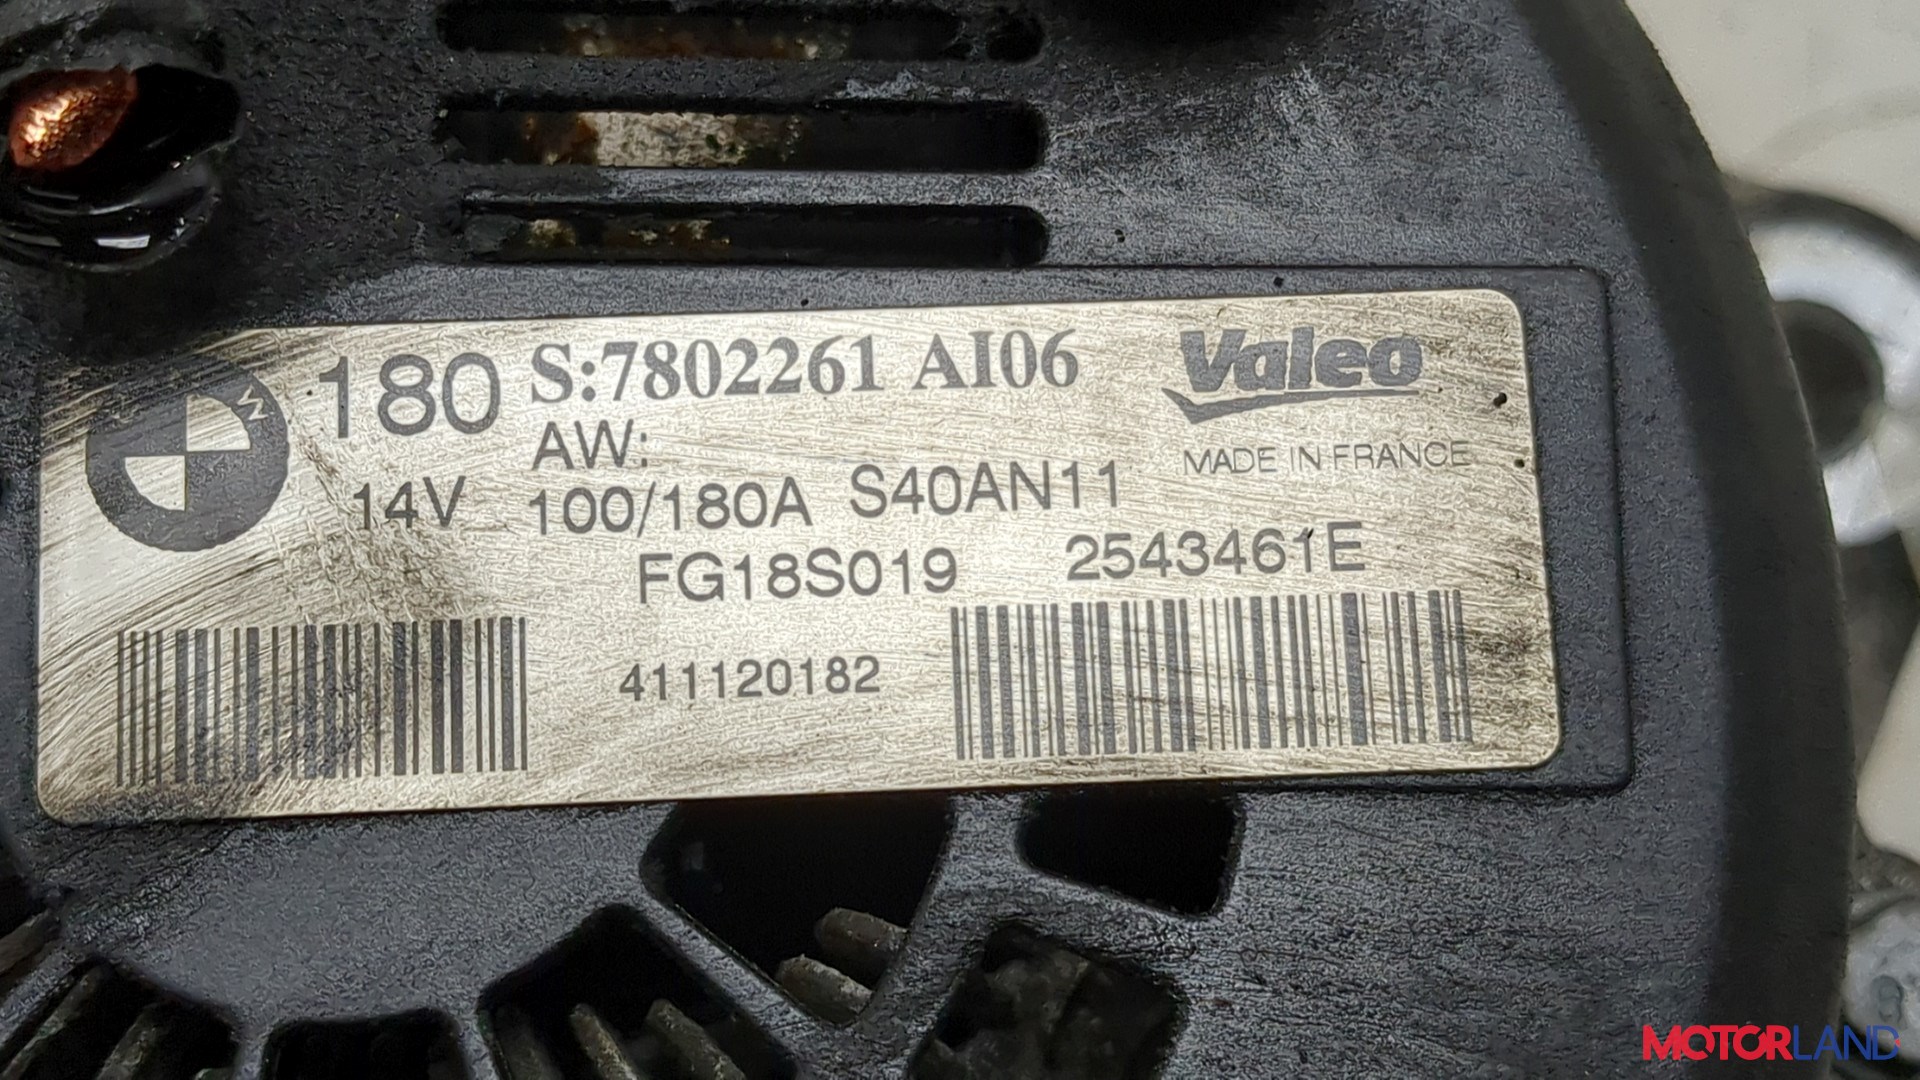 180 S:7802261 AI06 Valeo
AW:
MADE IN FRANCE
14V 100/180A S40AN11
FG18S019 2543461E
411120182
MOTORLAND